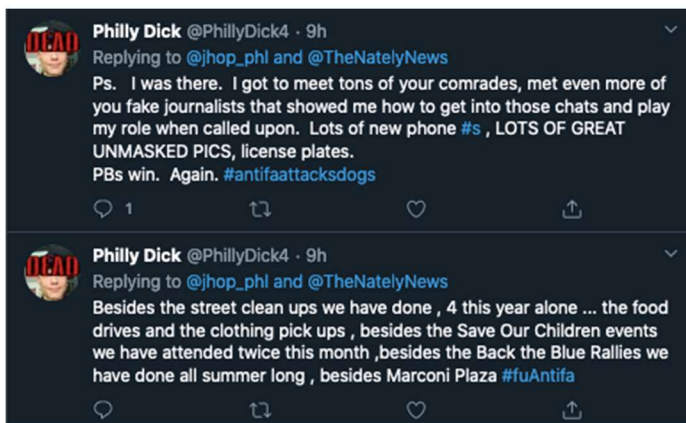 DEAD
Philly Dick @PhillyDick4 · 9h
Replying to @jhop_phl and @TheNatelyNews
Ps. I was there. I got to meet tons of your comrades, met even more of
you fake journalists that showed me how to get into those chats and play
my role when called upon. Lots of new phone #s , LOTS OF GREAT
UNMASKED PICS, license plates.
PBs win. Again. #antifaattacksdogs
1
DEAD
Philly Dick @PhillyDick4 · 9h
Replying to @jhop_phl and @TheNatelyNews
Besides the street clean ups we have done , 4 this year alone ... the food
drives and the clothing pick ups , besides the Save Our Children events
we have attended twice this month ,besides the Back the Blue Rallies we
have done all summer long , besides Marconi Plaza #fuAntifa